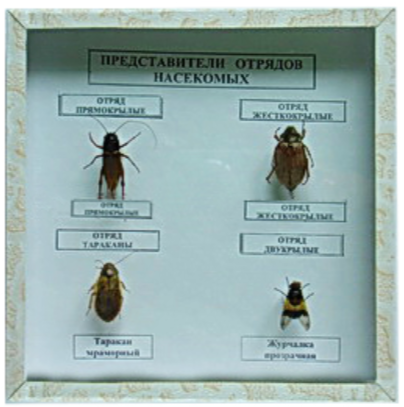 ПРЕДСТАВИТЕЛИ ОТРЯДОВ
НАСЕКОМЫХ
ОТРЯД
ПРЯМОКРЫЛЫЕ
ОТРЯД
ЖЕСТКОКРЫЛЫЕ
ОТРЯД
ПРЯМОКРЫЛЫЕ
ОТРЯД
ЖЕСТКОКРЫЛЫЕ
ОТРЯД
ТАРАКАНЫ
ОТРЯД
ДВУКРЫЛЫЕ
Таракан
мраморный
Журчалка
прозрачная